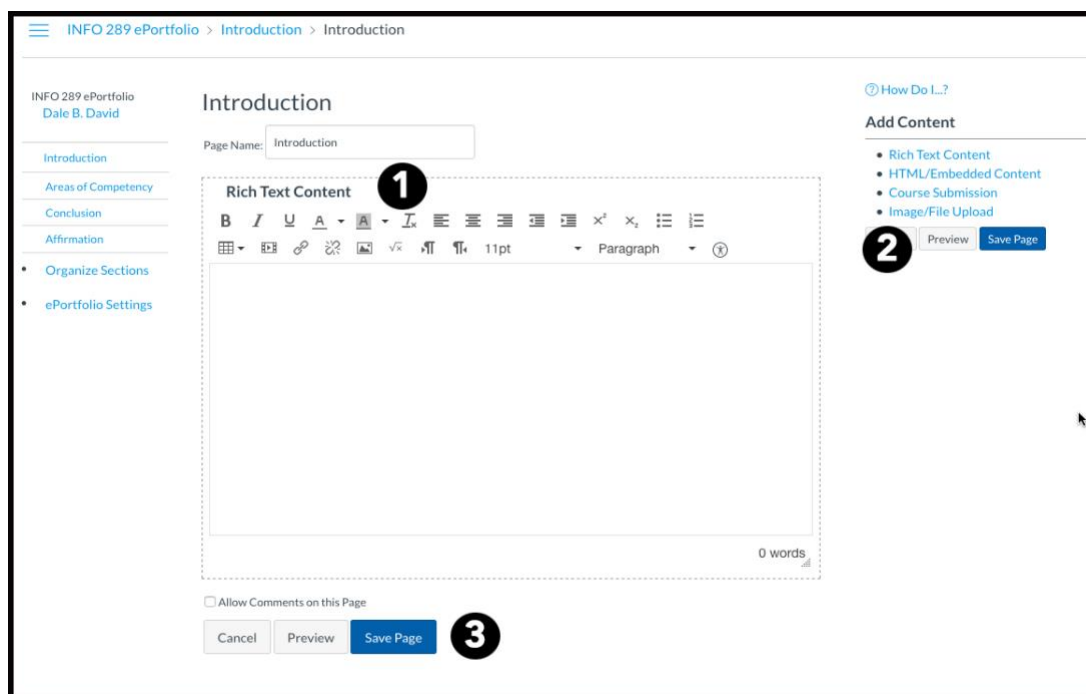 INFO 289 ePortfolio > Introduction > Introduction
INFO 289 ePortfolio
Dale B. David
Introduction
Areas of Competency
Conclusion
Affirmation
Organize Sections
ePortfolio Settings
Introduction
Page Name: Introduction
Rich Text Content
1
B I U A A Tx x² x₂
√x ¶ ¶ 11pt Paragraph
0 words
Allow Comments on this Page
Cancel Preview Save Page
3
? How Do I...?
Add Content
Rich Text Content
HTML/Embedded Content
Course Submission
Image/File Upload
2 Preview Save Page